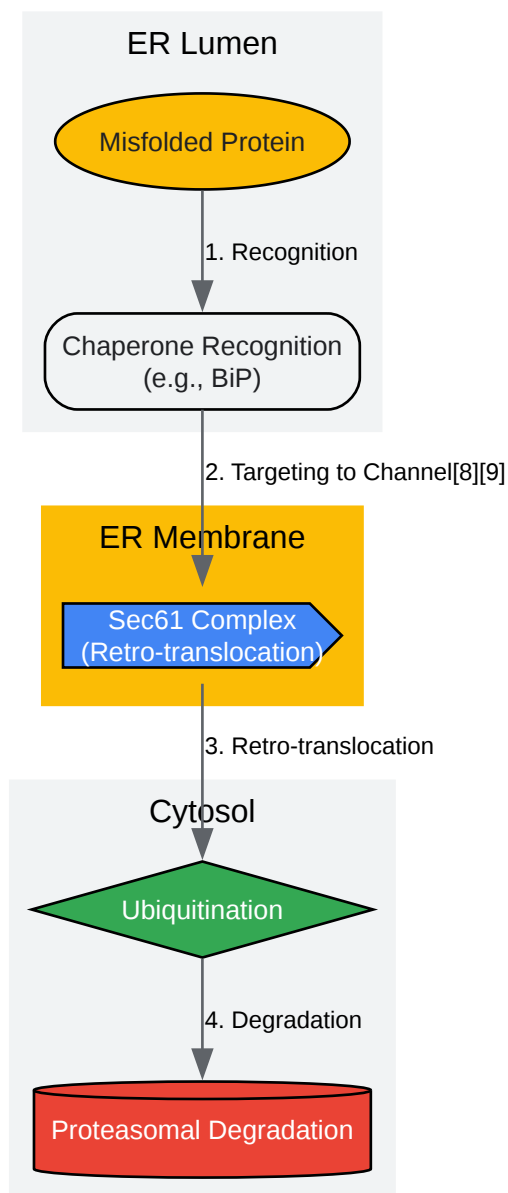 ER Lumen
Misfolded Protein
1. Recognition
Chaperone Recognition
(e.g., BiP)
2. Targeting to Channel[8][9]
ER Membrane
Sec61 Complex
(Retro-translocation)
3. Retro-translocation
Cytosol
Ubiquitination
4. Degradation
Proteasomal Degradation